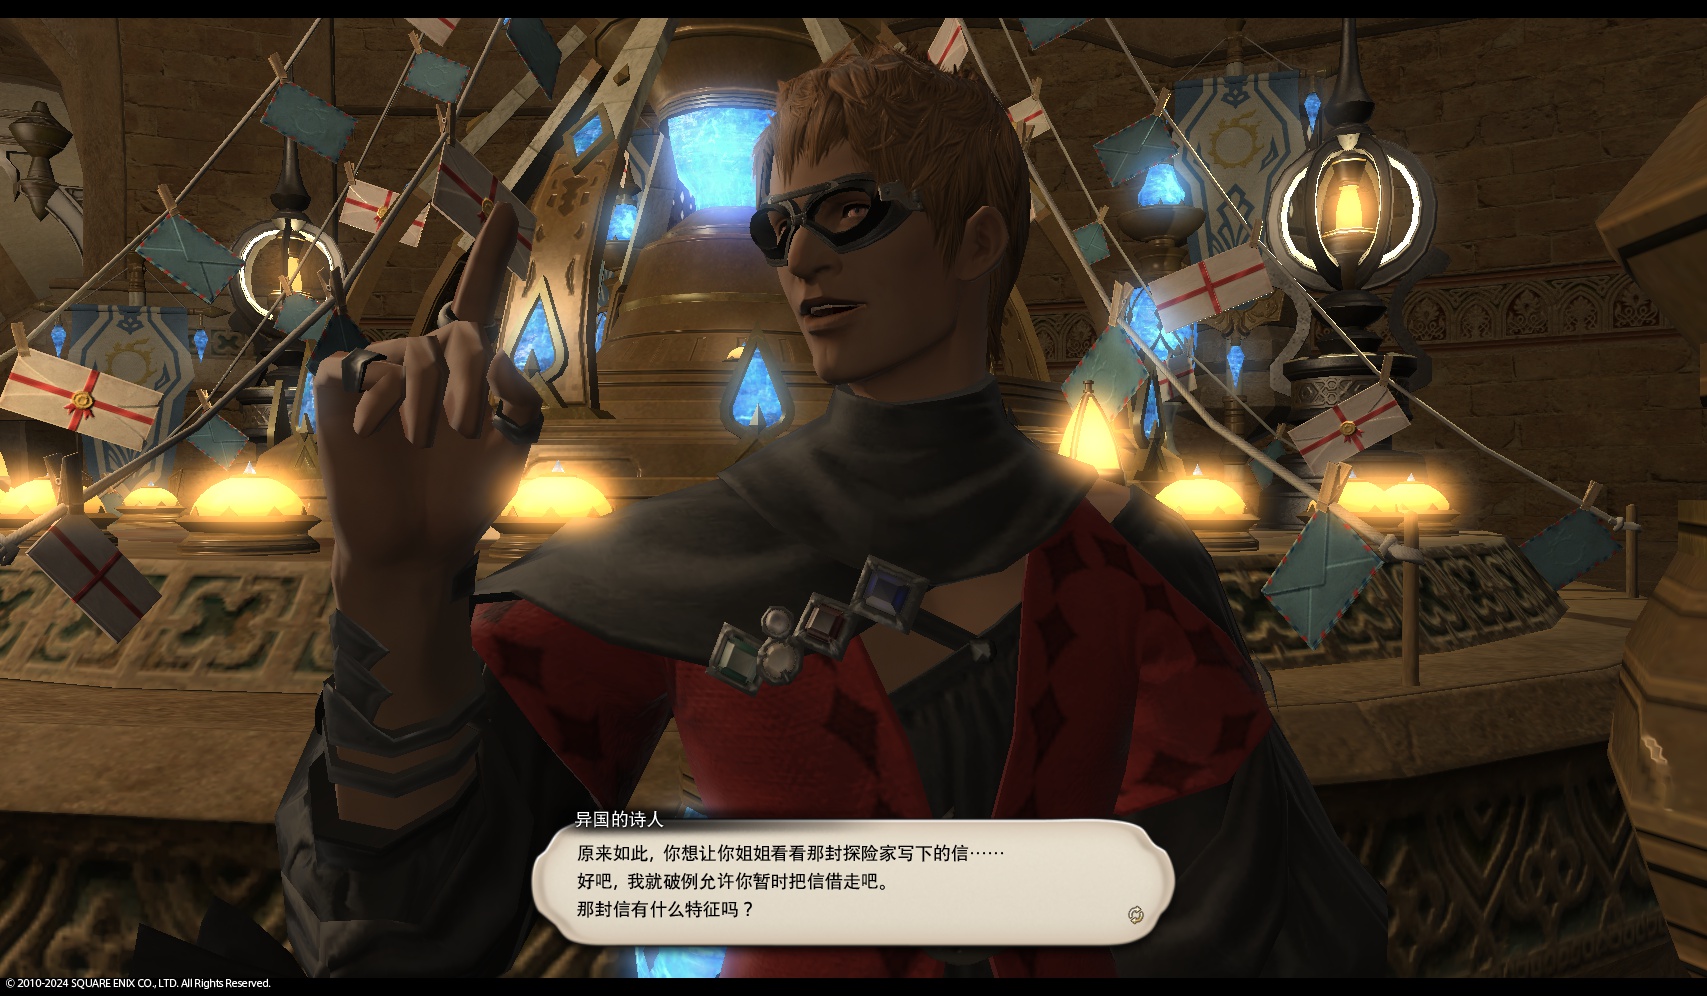 异国的诗人
原来如此，你想让你姐姐看看那封探险家写下的信……
好吧，我就破例允许你暂时把信借走吧。
那封信有什么特征吗？
© 2010-2024 SQUARE ENIX CO., LTD. All Rights Reserved.